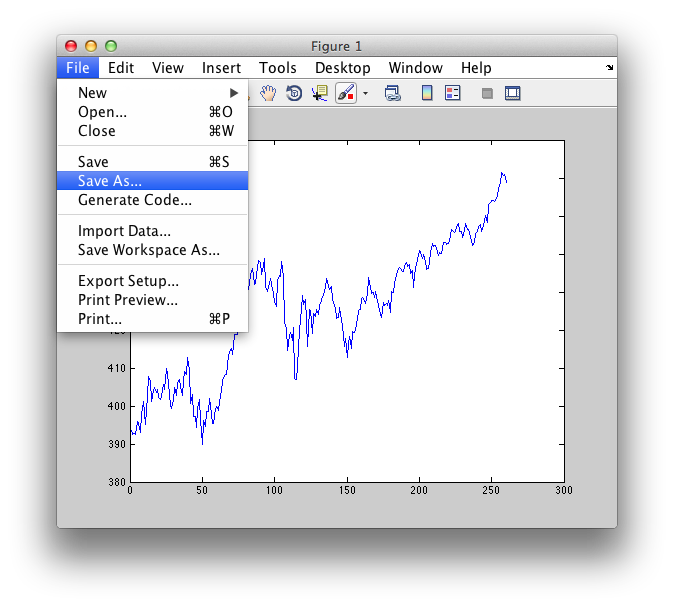 Figure 1
File Edit View Insert Tools Desktop Window Help
New
Open... ⌘O
Close ⌘W
Save ⌘S
Save As...
Generate Code...
Import Data...
Save Workspace As...
Export Setup...
Print Preview...
Print... ⌘P
410
400
390
380
0 50 100 150 200 250 300